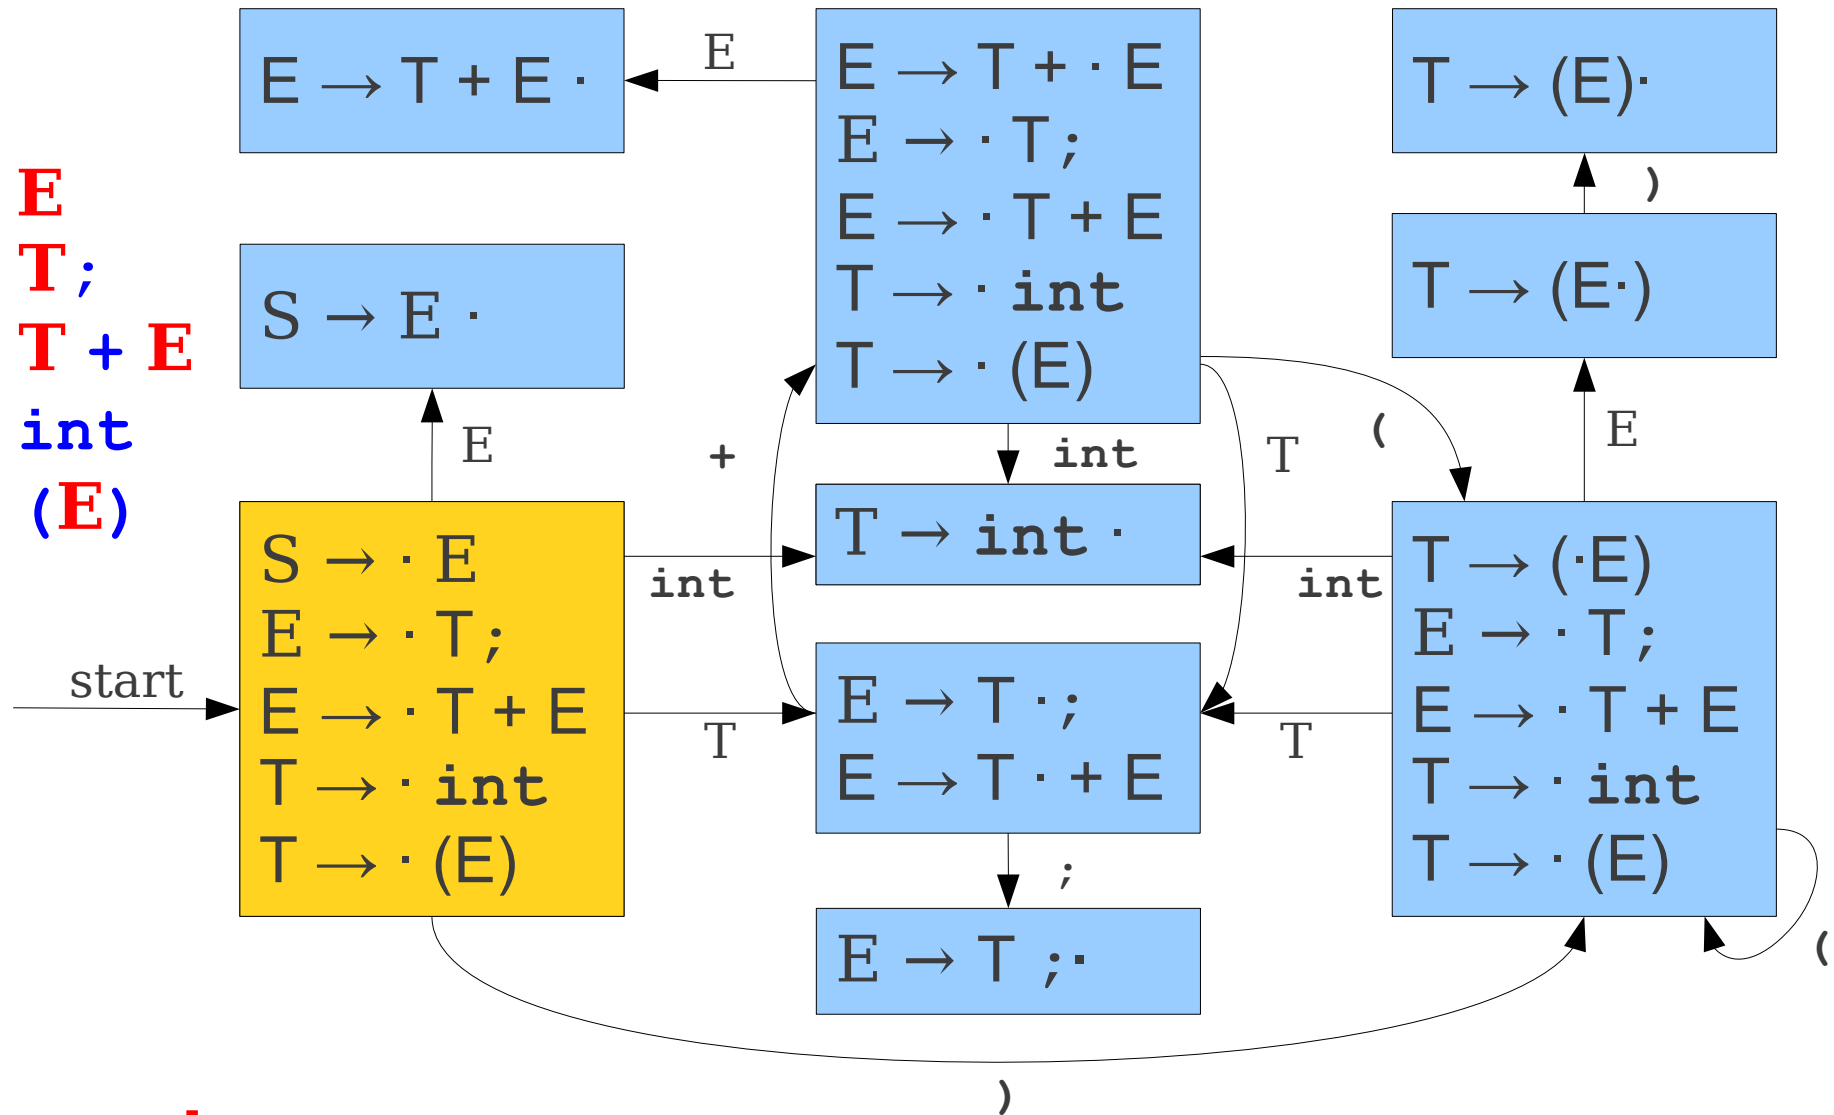 E
T ;
T + E
int
(E)
start
S → · E
E → · T ;
E → · T + E
T → · int
T → · (E)
E
S → E ·
E → T + E ·
E
E → T + · E
E → · T ;
E → · T + E
T → · int
T → · (E)
+
int
T
(
int
T → int ·
int
T
E → T · ;
E → T · + E
T
;
E → T ; ·
T → (E)·
)
T → (E·)
E
T → (·E)
E → · T ;
E → · T + E
T → · int
T → · (E)
(
)